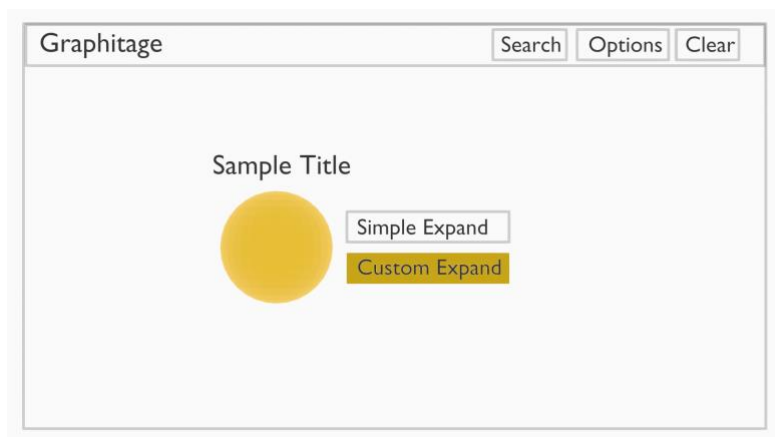 Graphitage
Search Options Clear
Sample Title
Simple Expand
Custom Expand